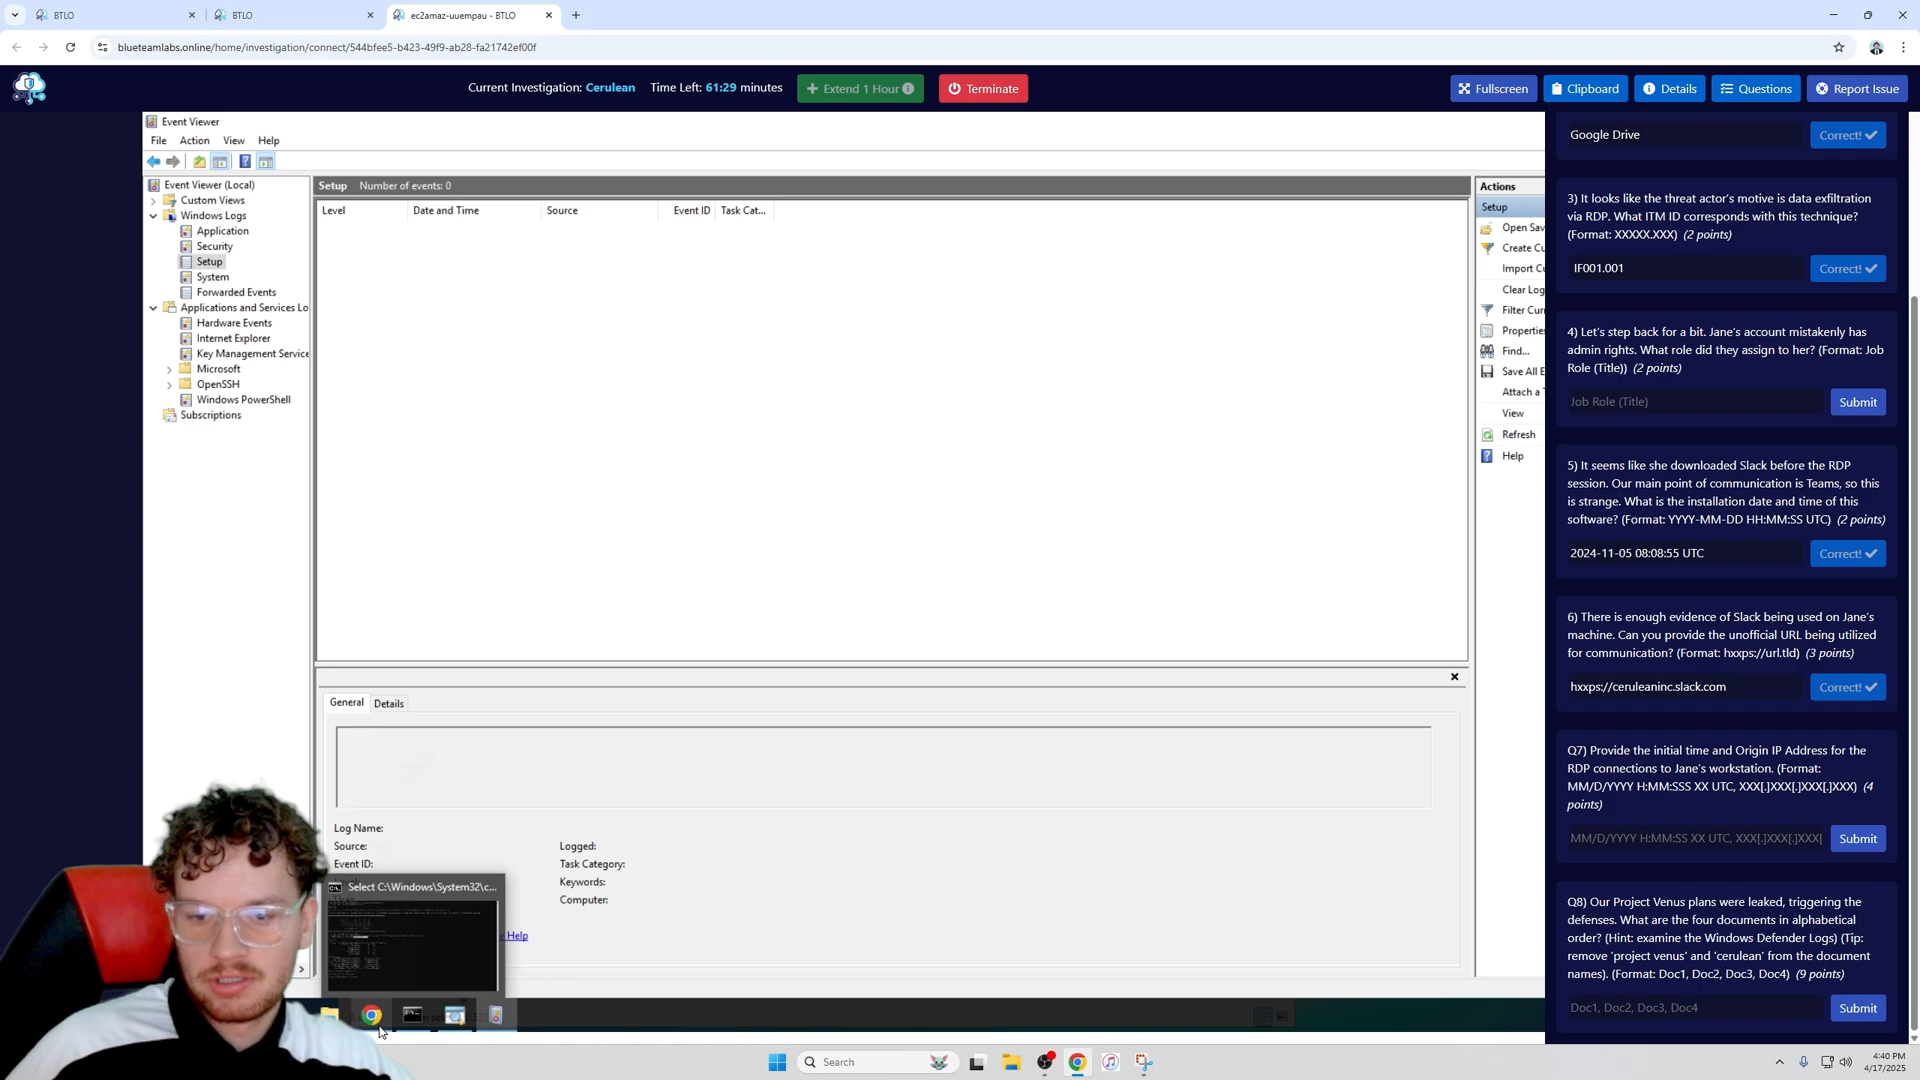 BTLO
BTLO
ec2amaz-uuempau - BTLO
blueteamlabs.online/home/investigation/connect/544bfee5-b423-49f9-ab28-fa21742ef00f
Current Investigation: Cerulean
Time Left: 61:29 minutes
Extend 1 Hour
Terminate
Fullscreen
Clipboard
Details
Questions
Report Issue
Event Viewer
File Action View Help
Event Viewer (Local)
Custom Views
Windows Logs
Application
Security
Setup
System
Forwarded Events
Applications and Services Lo
Hardware Events
Internet Explorer
Key Management Service
Microsoft
OpenSSH
Windows PowerShell
Subscriptions
Setup Number of events: 0
Level Date and Time Source Event ID Task Cat...
General Details
Log Name:
Source: Logged:
Event ID: Task Category:
Keywords:
Computer:
Help
Select C:\Windows\System32\c...
Actions
Setup
Open Sav
Create Cu
Import Cu
Clear Log
Filter Curr
Properties
Find...
Save All E
Attach a T
View
Refresh
Help
Google Drive
Correct!
3) It looks like the threat actor's motive is data exfiltration
via RDP. What ITM ID corresponds with this technique?
(Format: XXXXX.XXX) (2 points)
IF001.001
Correct!
4) Let's step back for a bit. Jane's account mistakenly has
admin rights. What role did they assign to her? (Format: Job
Role (Title)) (2 points)
Job Role (Title)
Submit
5) It seems like she downloaded Slack before the RDP
session. Our main point of communication is Teams, so this
is strange. What is the installation date and time of this
software? (Format: YYYY-MM-DD HH:MM:SS UTC) (2 points)
2024-11-05 08:08:55 UTC
Correct!
6) There is enough evidence of Slack being used on Jane's
machine. Can you provide the unofficial URL being utilized
for communication? (Format: hxxps://url.tld) (3 points)
hxxps://ceruleaninc.slack.com
Correct!
Q7) Provide the initial time and Origin IP Address for the
RDP connections to Jane's workstation. (Format:
MM/D/YYYY H:MM:SSS XX UTC, XXX[.]XXX[.]XXX[.]XXX) (4
points)
MM/D/YYYY H:MM:SS XX UTC, XXX[.]XXX[.]XXX[
Submit
Q8) Our Project Venus plans were leaked, triggering the
defenses. What are the four documents in alphabetical
order? (Hint: examine the Windows Defender Logs) (Tip:
remove 'project venus' and 'cerulean' from the document
names). (Format: Doc1, Doc2, Doc3, Doc4) (9 points)
Doc1, Doc2, Doc3, Doc4
Submit
Search
4:40 PM
4/17/2025